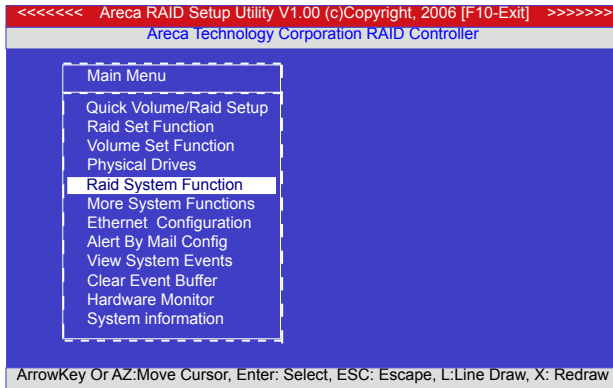 <<<<<<< Areca RAID Setup Utility V1.00 (c)Copyright, 2006 [F10-Exit] >>>>>>>
Areca Technology Corporation RAID Controller
Main Menu
Quick Volume/Raid Setup
Raid Set Function
Volume Set Function
Physical Drives
Raid System Function
More System Functions
Ethernet Configuration
Alert By Mail Config
View System Events
Clear Event Buffer
Hardware Monitor
System information
ArrowKey Or AZ:Move Cursor, Enter: Select, ESC: Escape, L:Line Draw, X: Redraw